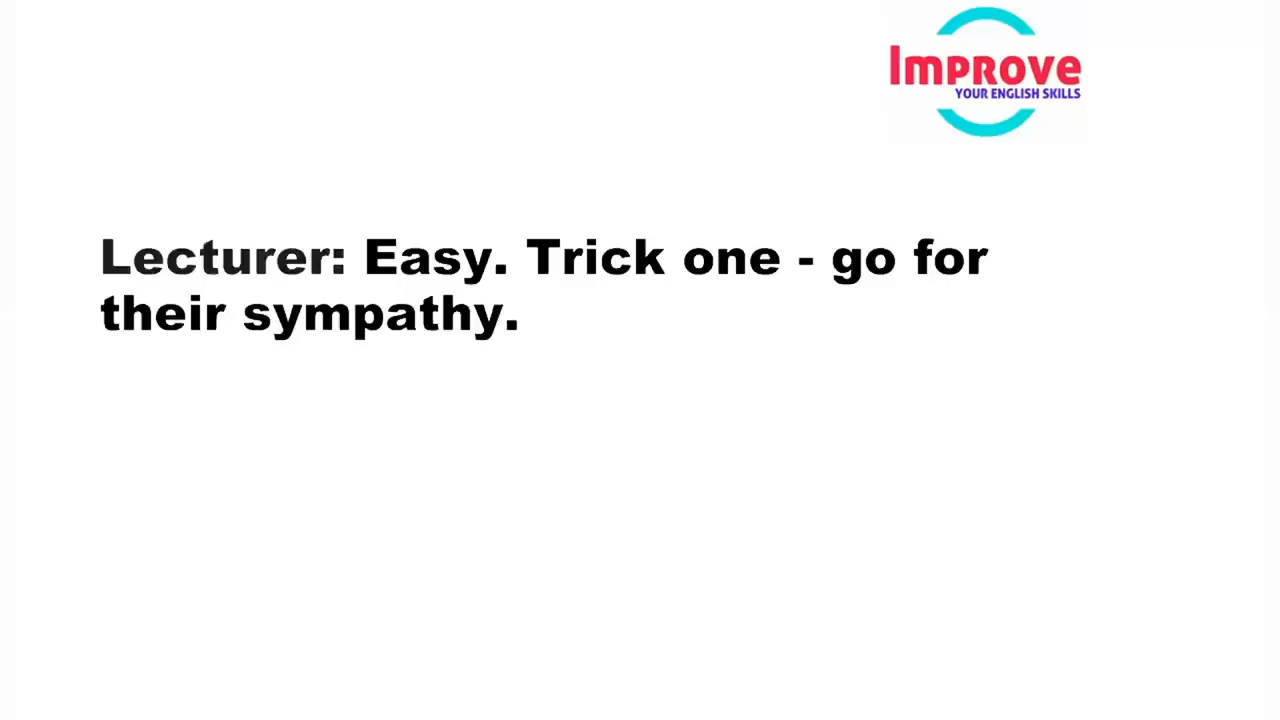 Improve
YOUR ENGLISH SKILLS
Lecturer: Easy. Trick one - go for
their sympathy.